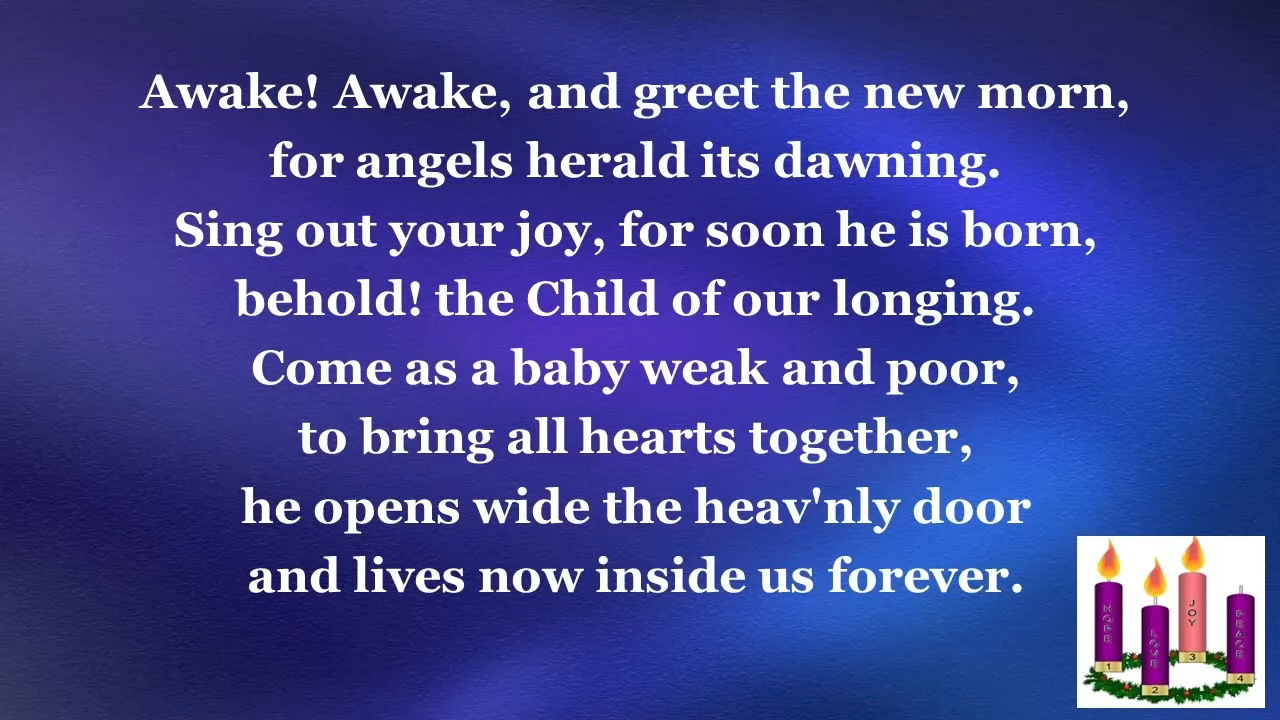 Awake! Awake, and greet the new morn,
for angels herald its dawning.
Sing out your joy, for soon he is born,
behold! the Child of our longing.
Come as a baby weak and poor,
to bring all hearts together,
he opens wide the heav'nly door
and lives now inside us forever.
HOPE
1
LOVE
2
JOY
3
PEACE
4